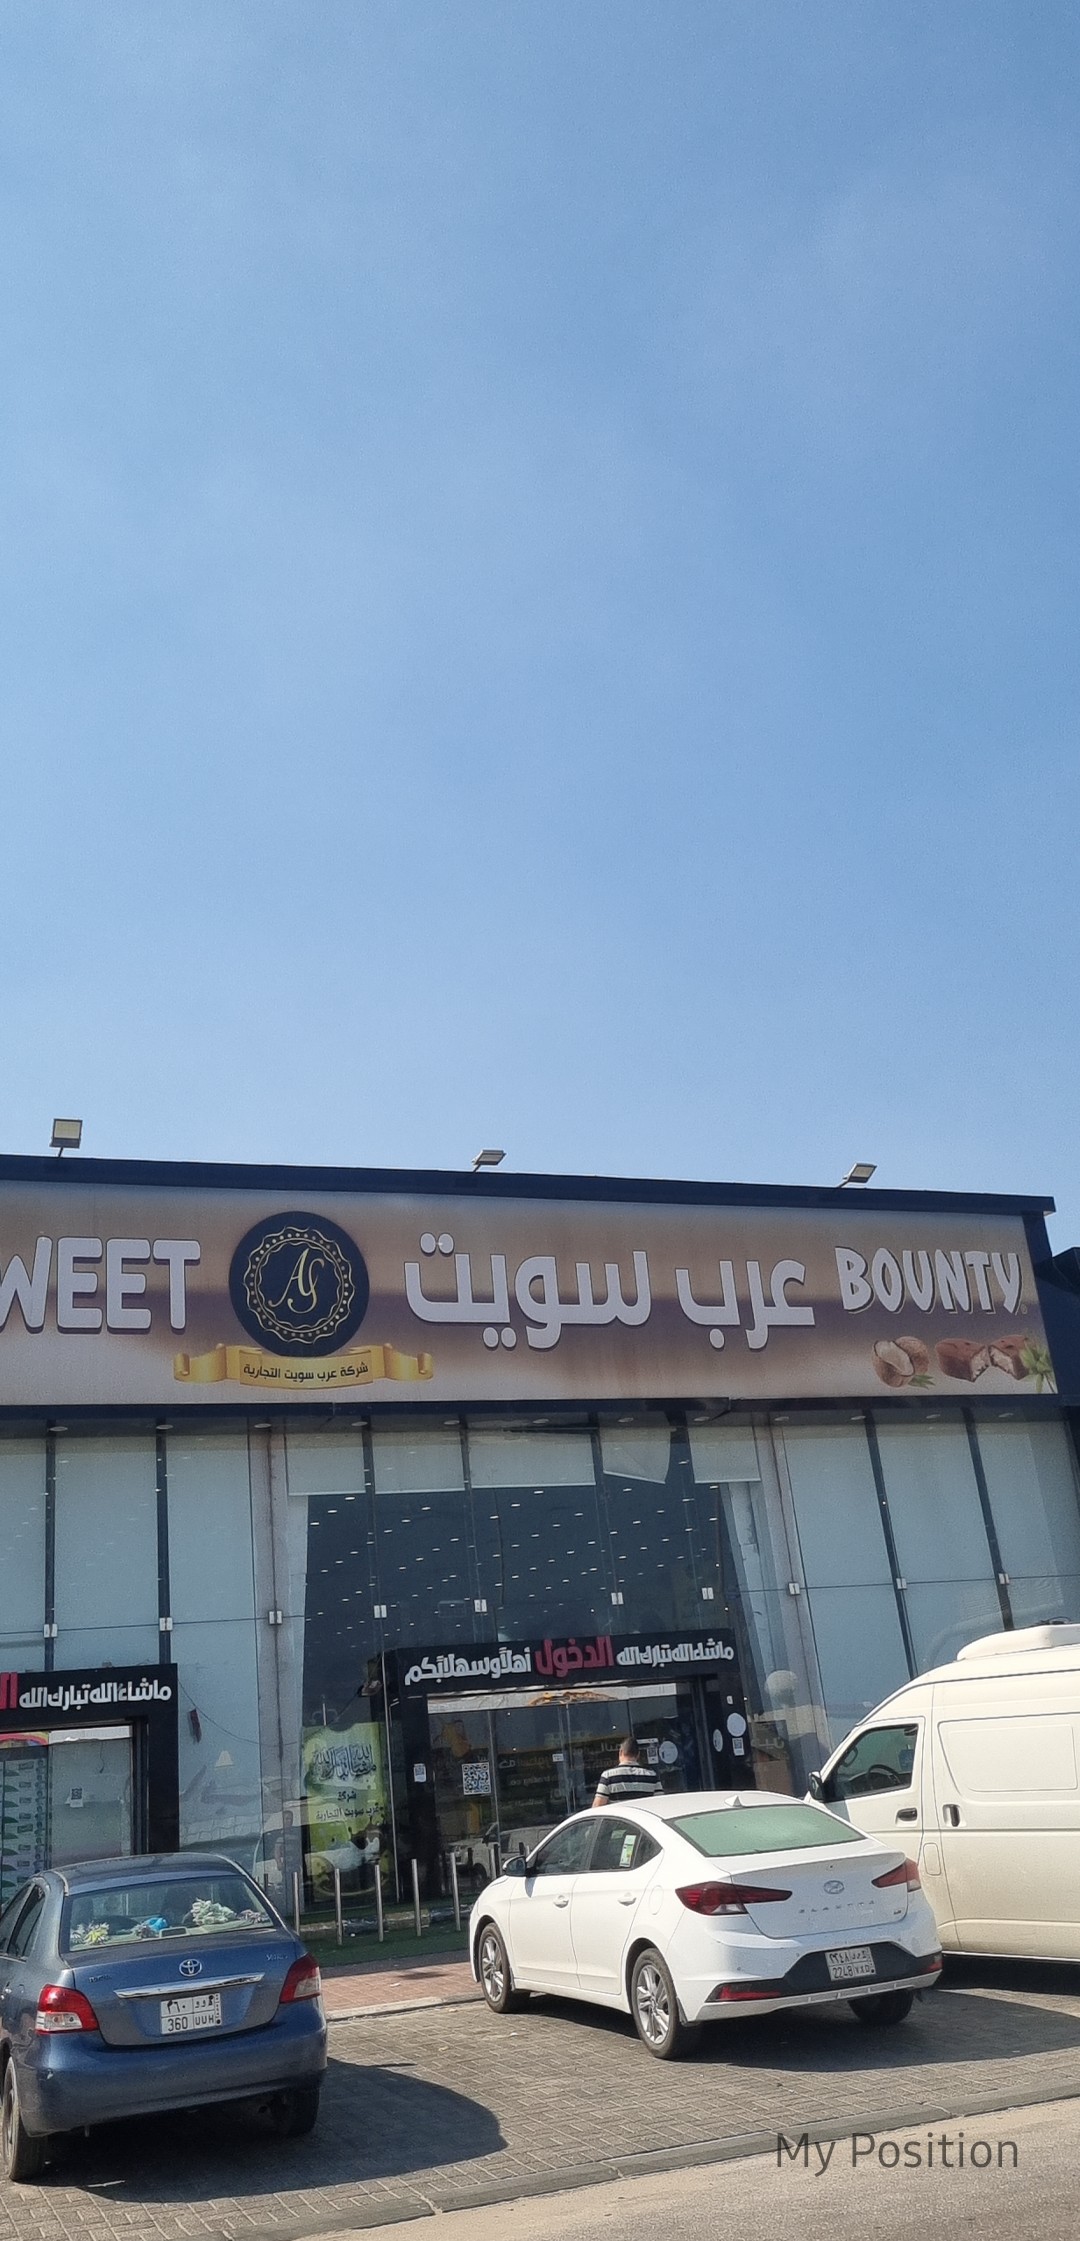 WEET
AS
عرب سويت
BOUNTY
شركة عرب سويت التجارية
ماشاء الله تبارك الله الدخول أهلاً وسهلاً بكم
ماشاء الله تبارك الله
شركة
عرب سويت التجارية
٣٦٠
360 UUH
ELANTRA
2248
My Position